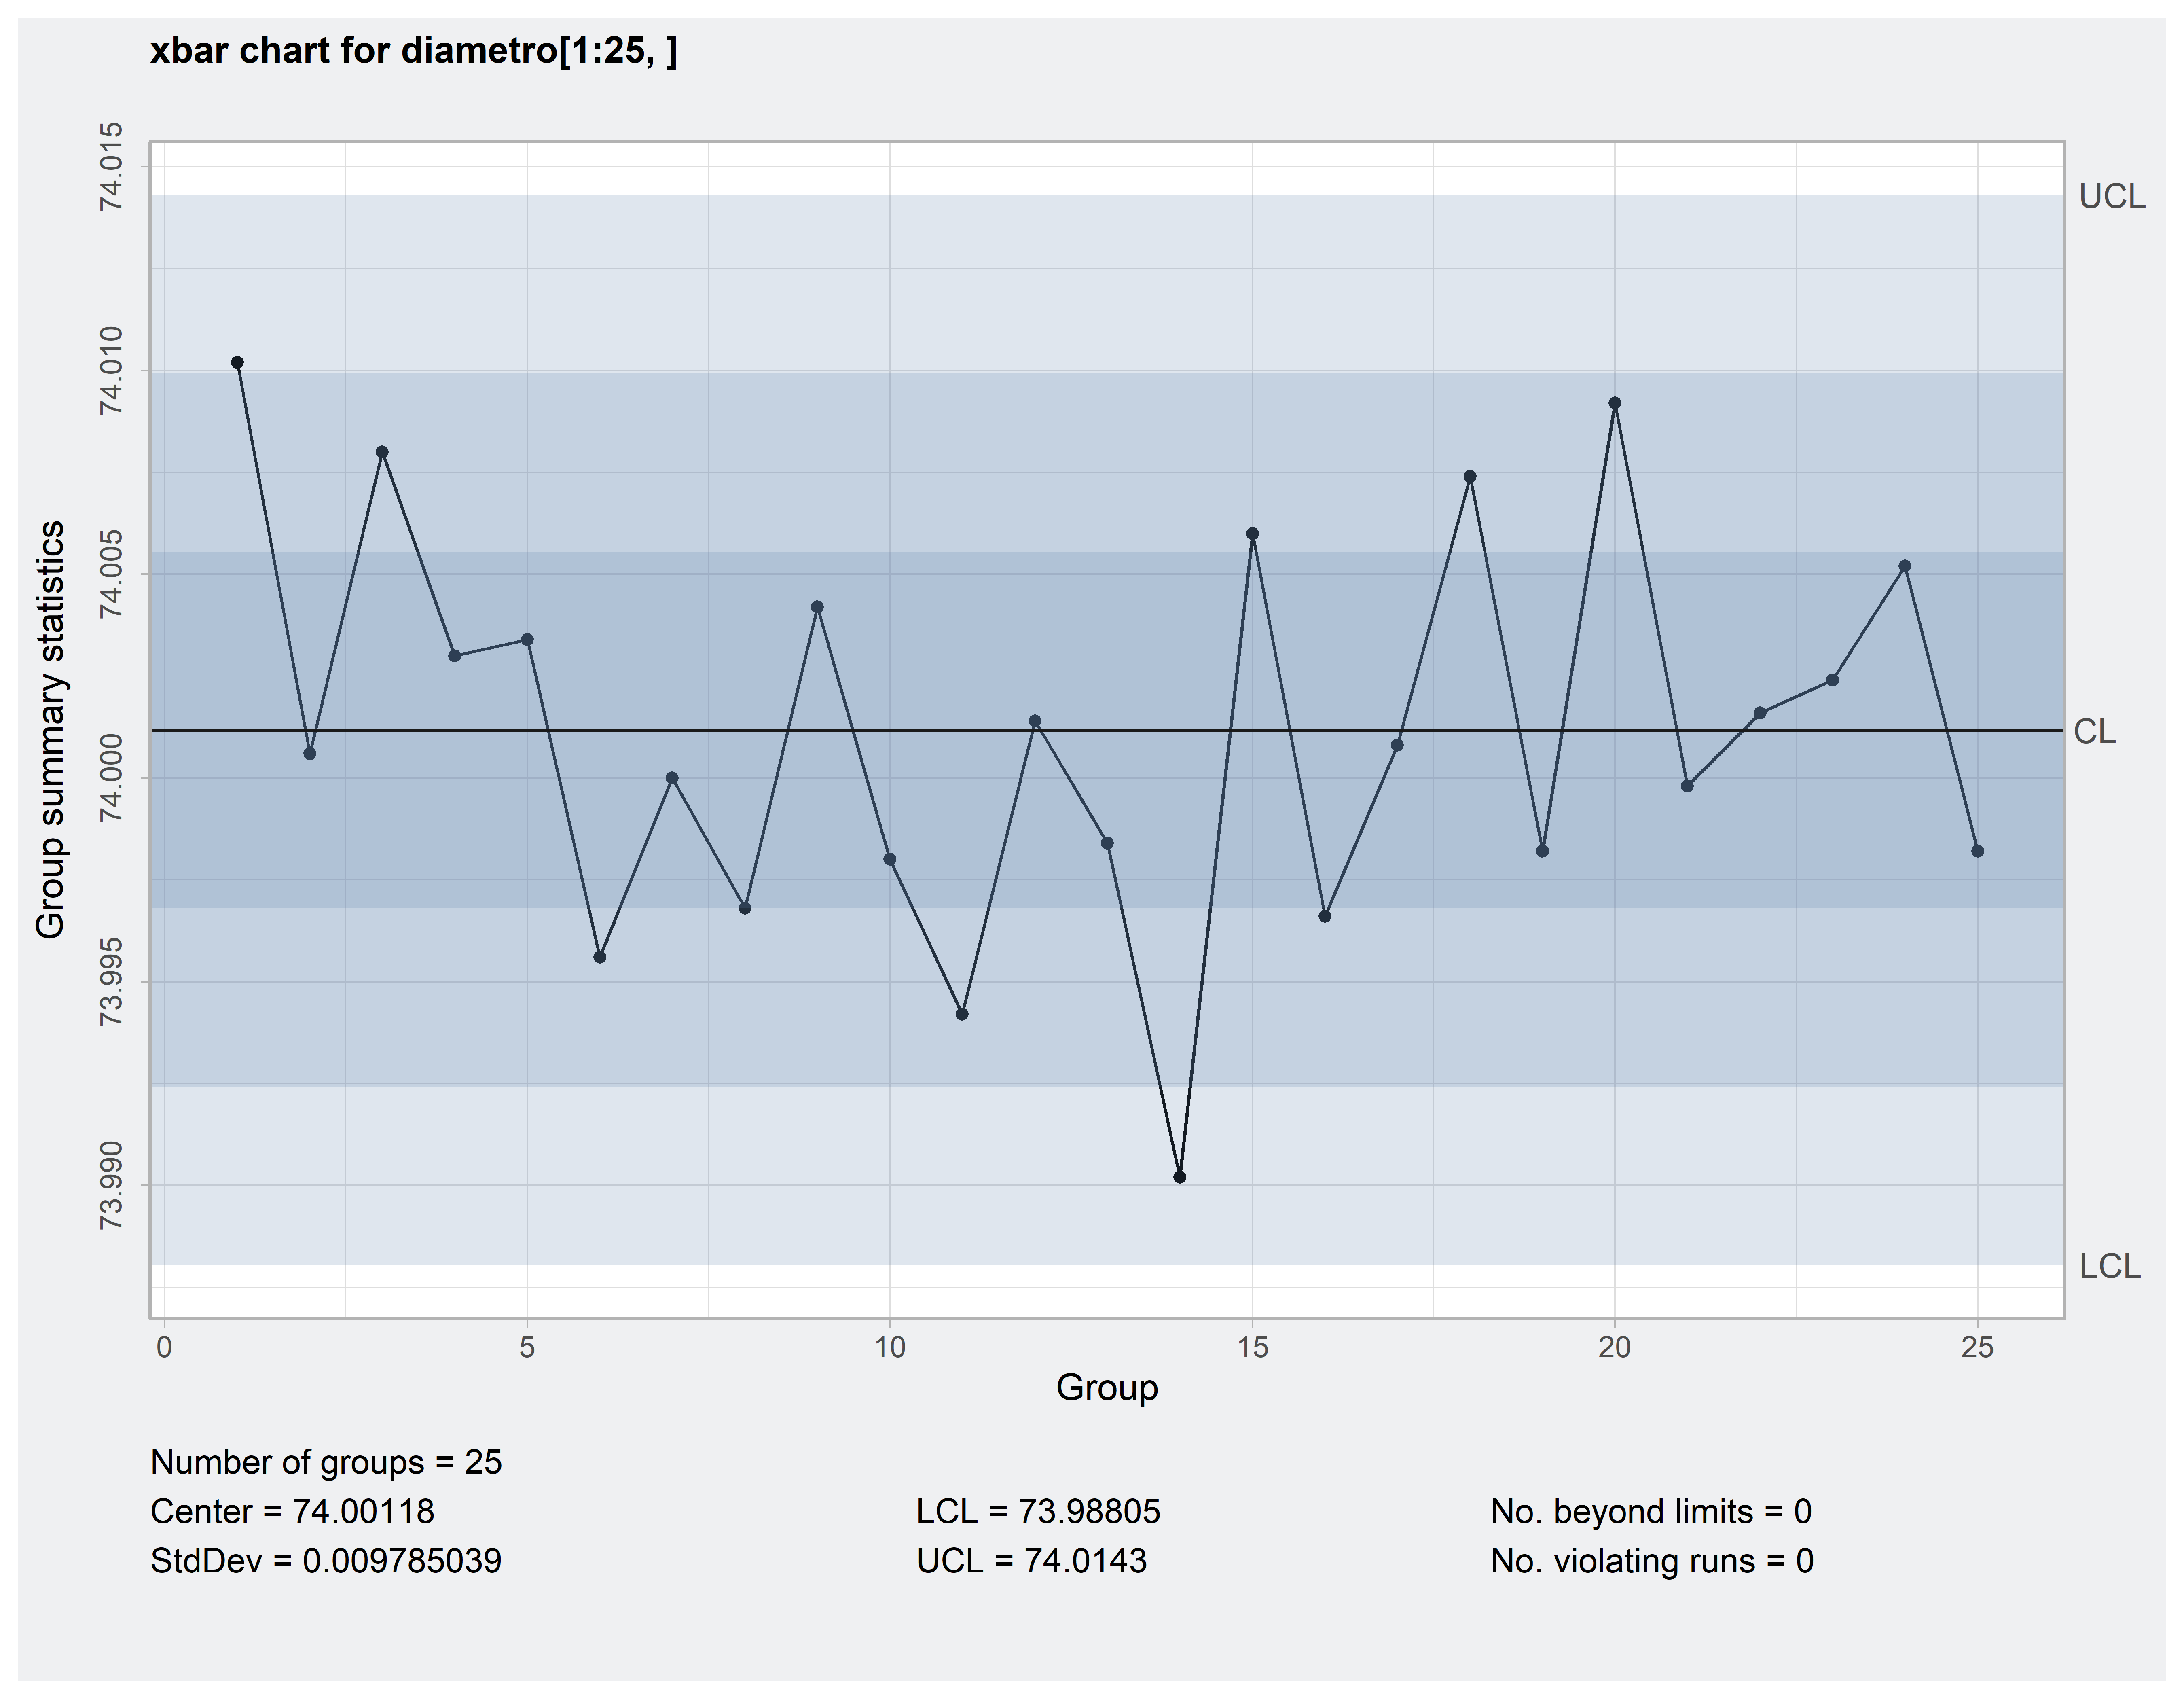 xbar chart for diametro[1:25, ]
Group summary statistics
74.015
74.010
74.005
74.000
73.995
73.990
UCL
CL
LCL
0 5 10 15 20 25
Group
Number of groups = 25
Center = 74.00118 LCL = 73.98805 No. beyond limits = 0
StdDev = 0.009785039 UCL = 74.0143 No. violating runs = 0